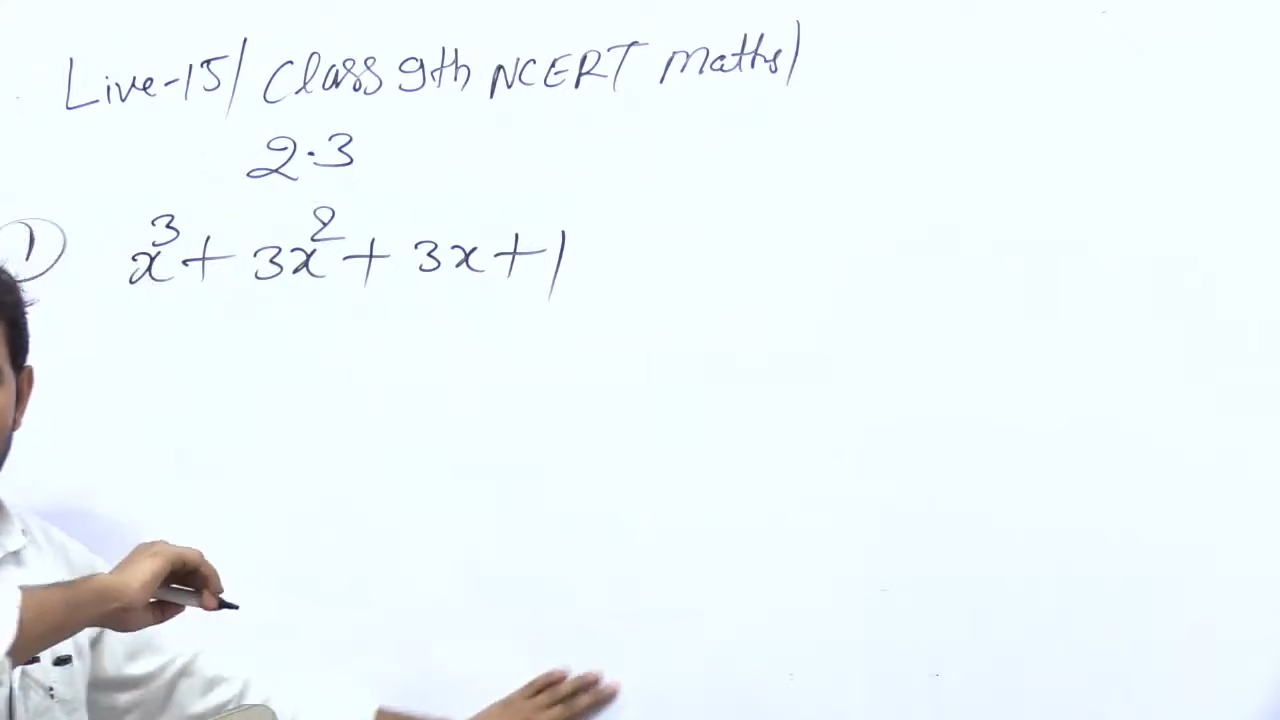 Live-15/ Class 9th NCERT Maths/
2.3
1 x³ + 3x² + 3x + 1